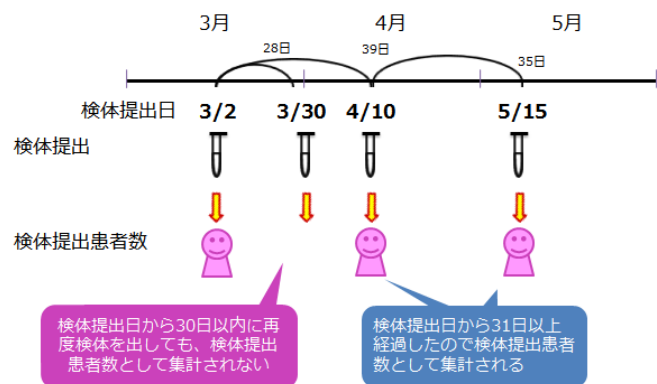 3月 4月 5月
28日 39日 35日
検体提出日 3/2 3/30 4/10 5/15
検体提出
検体提出患者数
検体提出日から30日以内に再
度検体を出しても、検体提出
患者数として集計されない
検体提出日から31日以上
経過したので検体提出患者
数として集計される